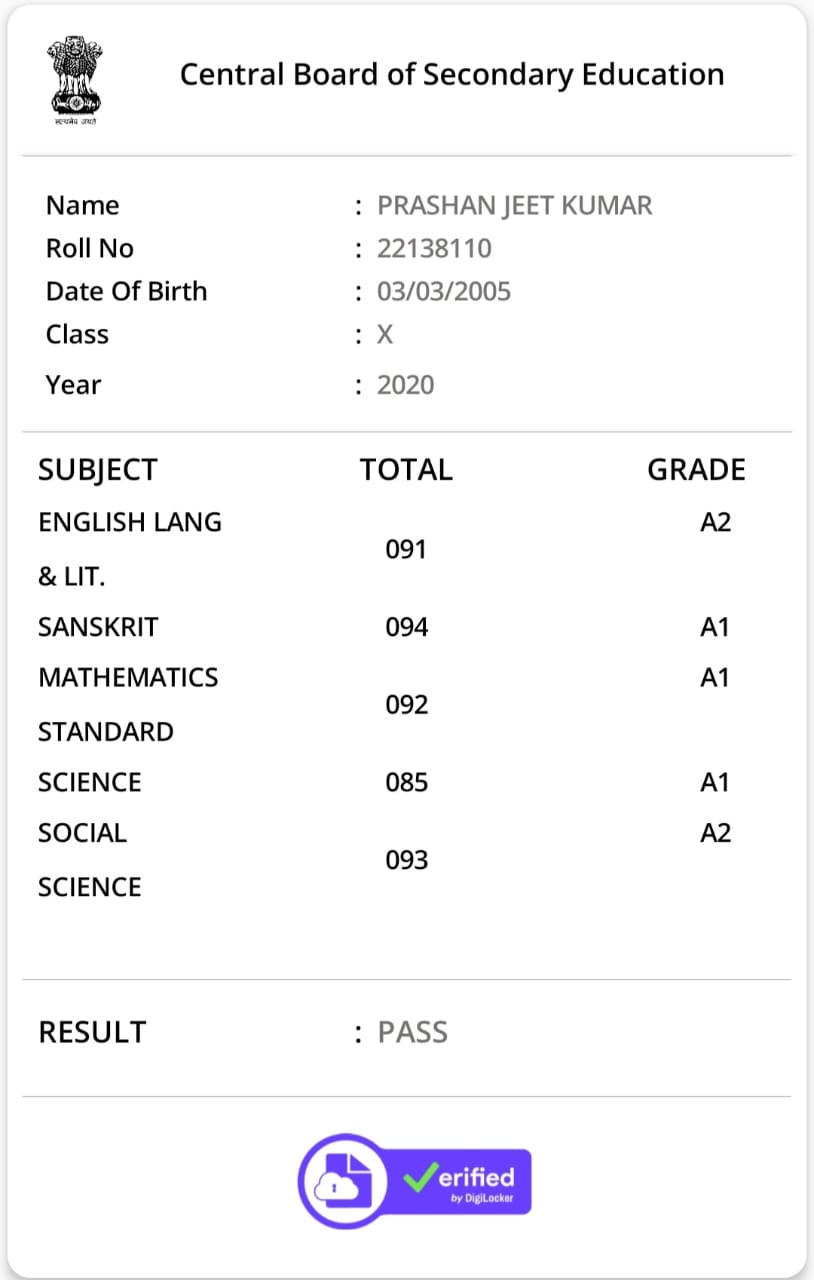 सत्यमेव जयते
Central Board of Secondary Education
Name : PRASHAN JEET KUMAR
Roll No : 22138110
Date Of Birth : 03/03/2005
Class : X
Year : 2020
SUBJECT TOTAL GRADE
ENGLISH LANG A2
091
& LIT.
SANSKRIT 094 A1
MATHEMATICS A1
092
STANDARD
SCIENCE 085 A1
SOCIAL A2
093
SCIENCE
RESULT : PASS
Verified
by DigiLocker